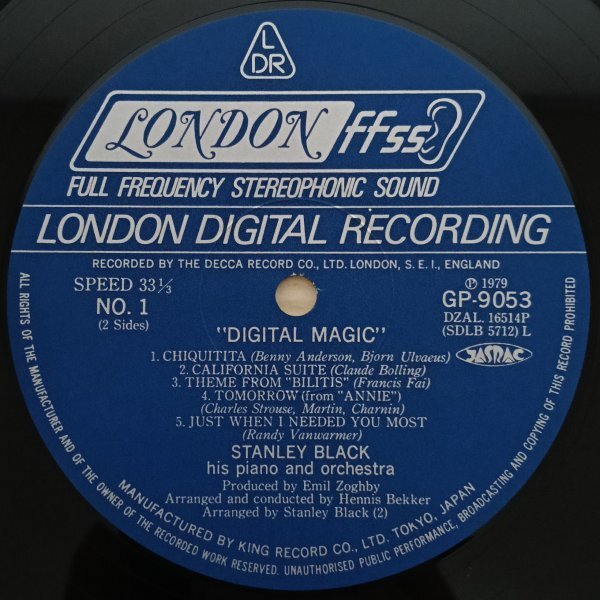 L
DR
LONDON ffss
FULL FREQUENCY STEREOPHONIC SOUND
LONDON DIGITAL RECORDING
RECORDED BY THE DECCA RECORD CO., LTD. LONDON, S. E. 1., ENGLAND
SPEED 33⅓
NO. 1
(2 Sides)
℗ 1979
GP-9053
DZAL. 16514P
(SDLB 5712) L
JASRAC
"DIGITAL MAGIC"
1. CHIQUITITA (Benny Anderson, Bjorn Ulvaeus)
2. CALIFORNIA SUITE (Claude Bolling)
3. THEME FROM "BILITIS" (Francis Fai)
4. TOMORROW (from "ANNIE")
(Charles Strouse, Martin, Charnin)
5. JUST WHEN I NEEDED YOU MOST
(Randy Vanwarmer)
STANLEY BLACK
his piano and orchestra
Produced by Emil Zoghby
Arranged and conducted by Hennis Bekker
Arranged by Stanley Black (2)
MANUFACTURED BY KING RECORD CO., LTD. TOKYO, JAPAN
ALL RIGHTS OF THE MANUFACTURER AND OF THE OWNER OF THE RECORDED WORK RESERVED. UNAUTHORISED PUBLIC PERFORMANCE, BROADCASTING AND COPYING OF THIS RECORD PROHIBITED